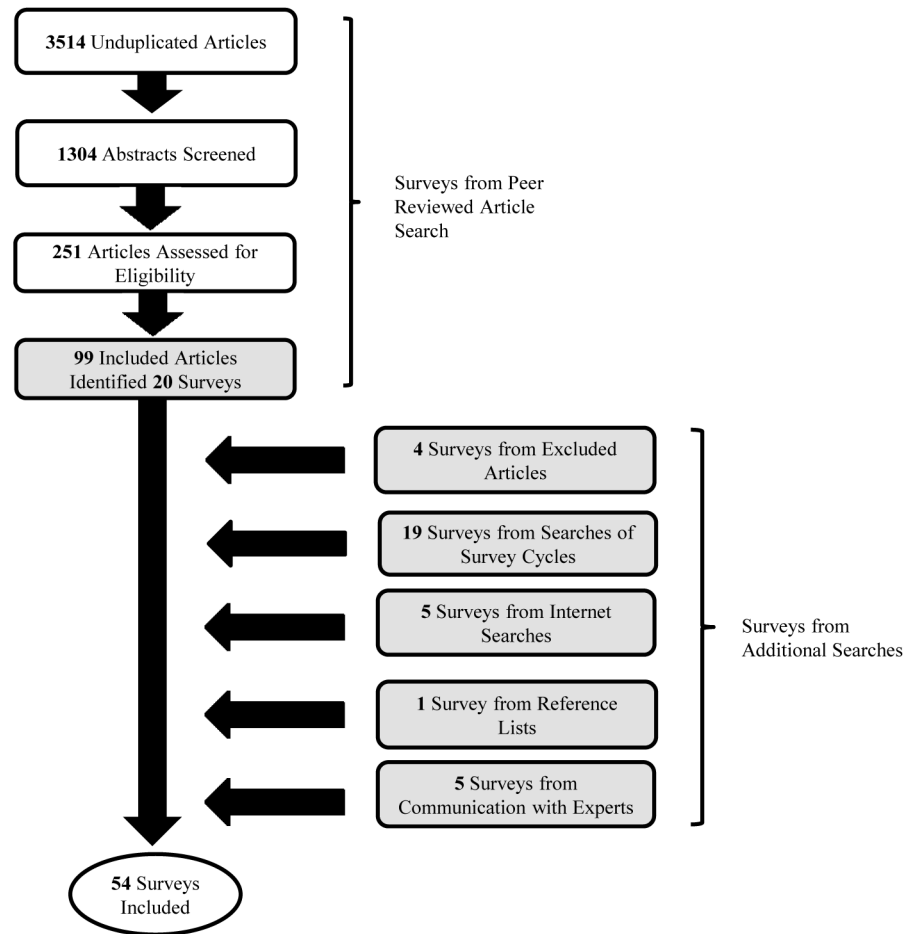 3514 Unduplicated Articles
1304 Abstracts Screened
251 Articles Assessed for
Eligibility
99 Included Articles
Identified 20 Surveys
Surveys from Peer
Reviewed Article
Search
4 Surveys from Excluded
Articles
19 Surveys from Searches of
Survey Cycles
5 Surveys from Internet
Searches
1 Survey from Reference
Lists
5 Surveys from
Communication with Experts
Surveys from
Additional Searches
54 Surveys
Included